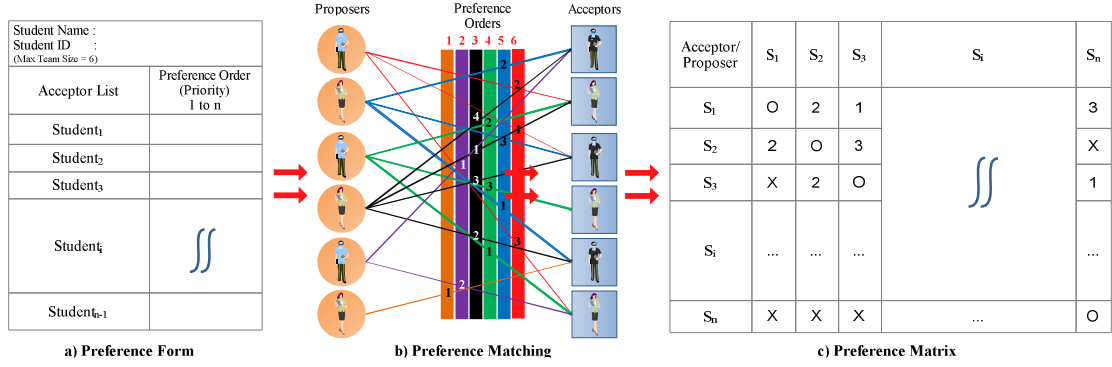 Student Name :
Student ID :
(Max Team Size = 6)
Acceptor List
Preference Order
(Priority)
1 to n
Student1
Student2
Student3
Studenti
∬
Studentn-1
a) Preference Form
Proposers
Preference
Orders
Acceptors
1 2 3 4 5 6
2
2
4
2
1
1
3
1
3
3
1
2
3
1
2
1
b) Preference Matching
Acceptor/
Proposer
S1 S2 S3 Si Sn
S1 O 2 1 3
S2 2 O 3 X
S3 X 2 O ∬ 1
Si ... ... ... ...
Sn X X X ... O
c) Preference Matrix